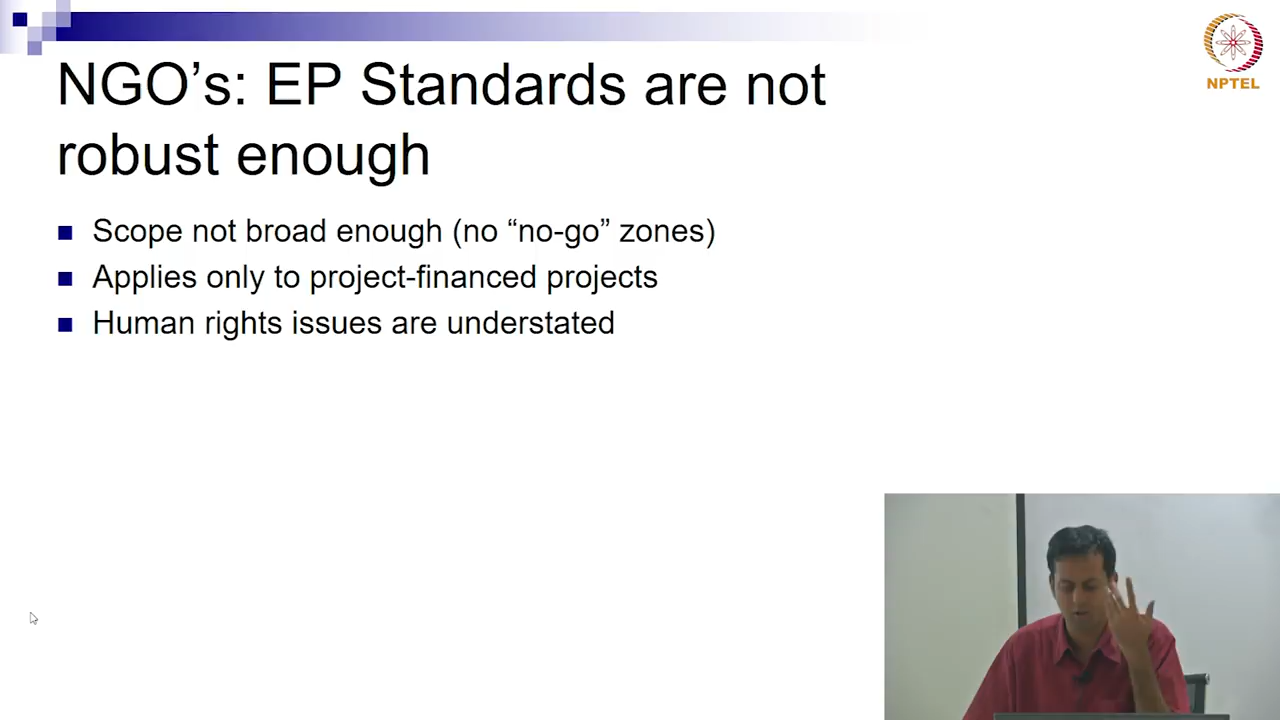 NGO’s: EP Standards are not
robust enough
NPTEL
Scope not broad enough (no “no-go” zones)
Applies only to project-financed projects
Human rights issues are understated